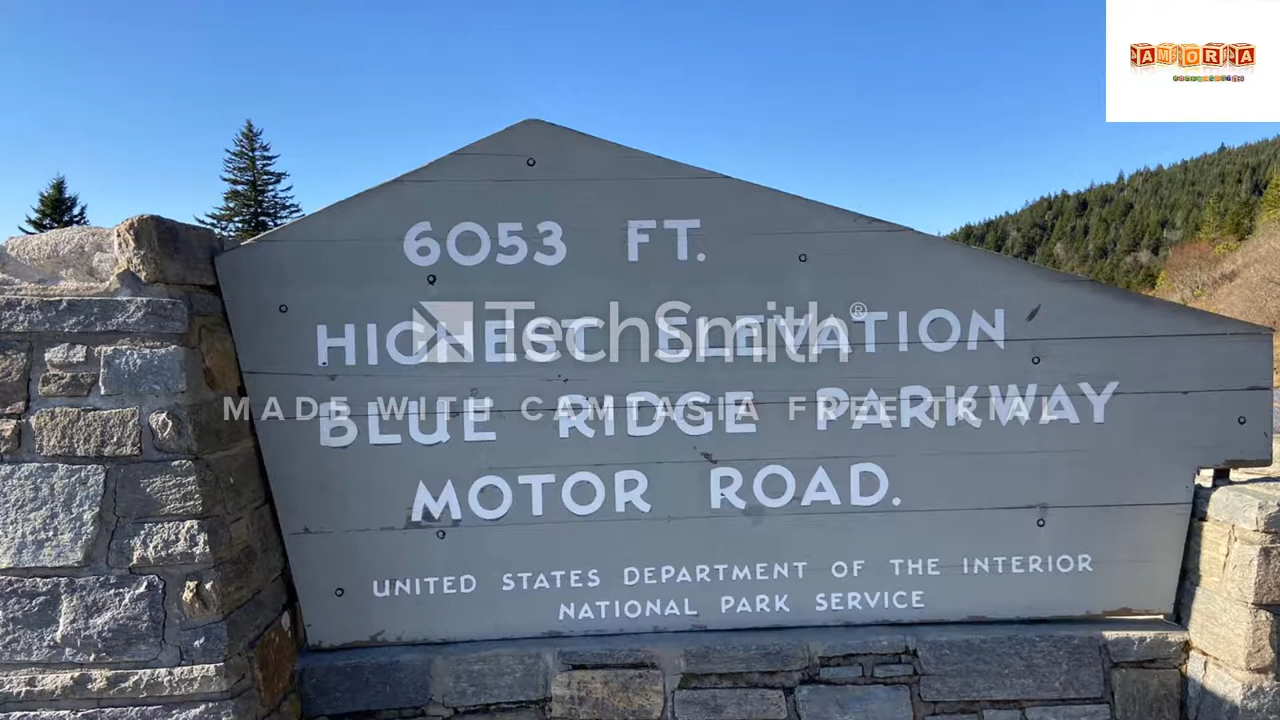 AMORA
6053 FT.
HIGHEST ELEVATION
BLUE RIDGE PARKWAY
MOTOR ROAD.
UNITED STATES DEPARTMENT OF THE INTERIOR
NATIONAL PARK SERVICE
TechSmith®
MADE WITH CAMTASIA FREE TRIAL